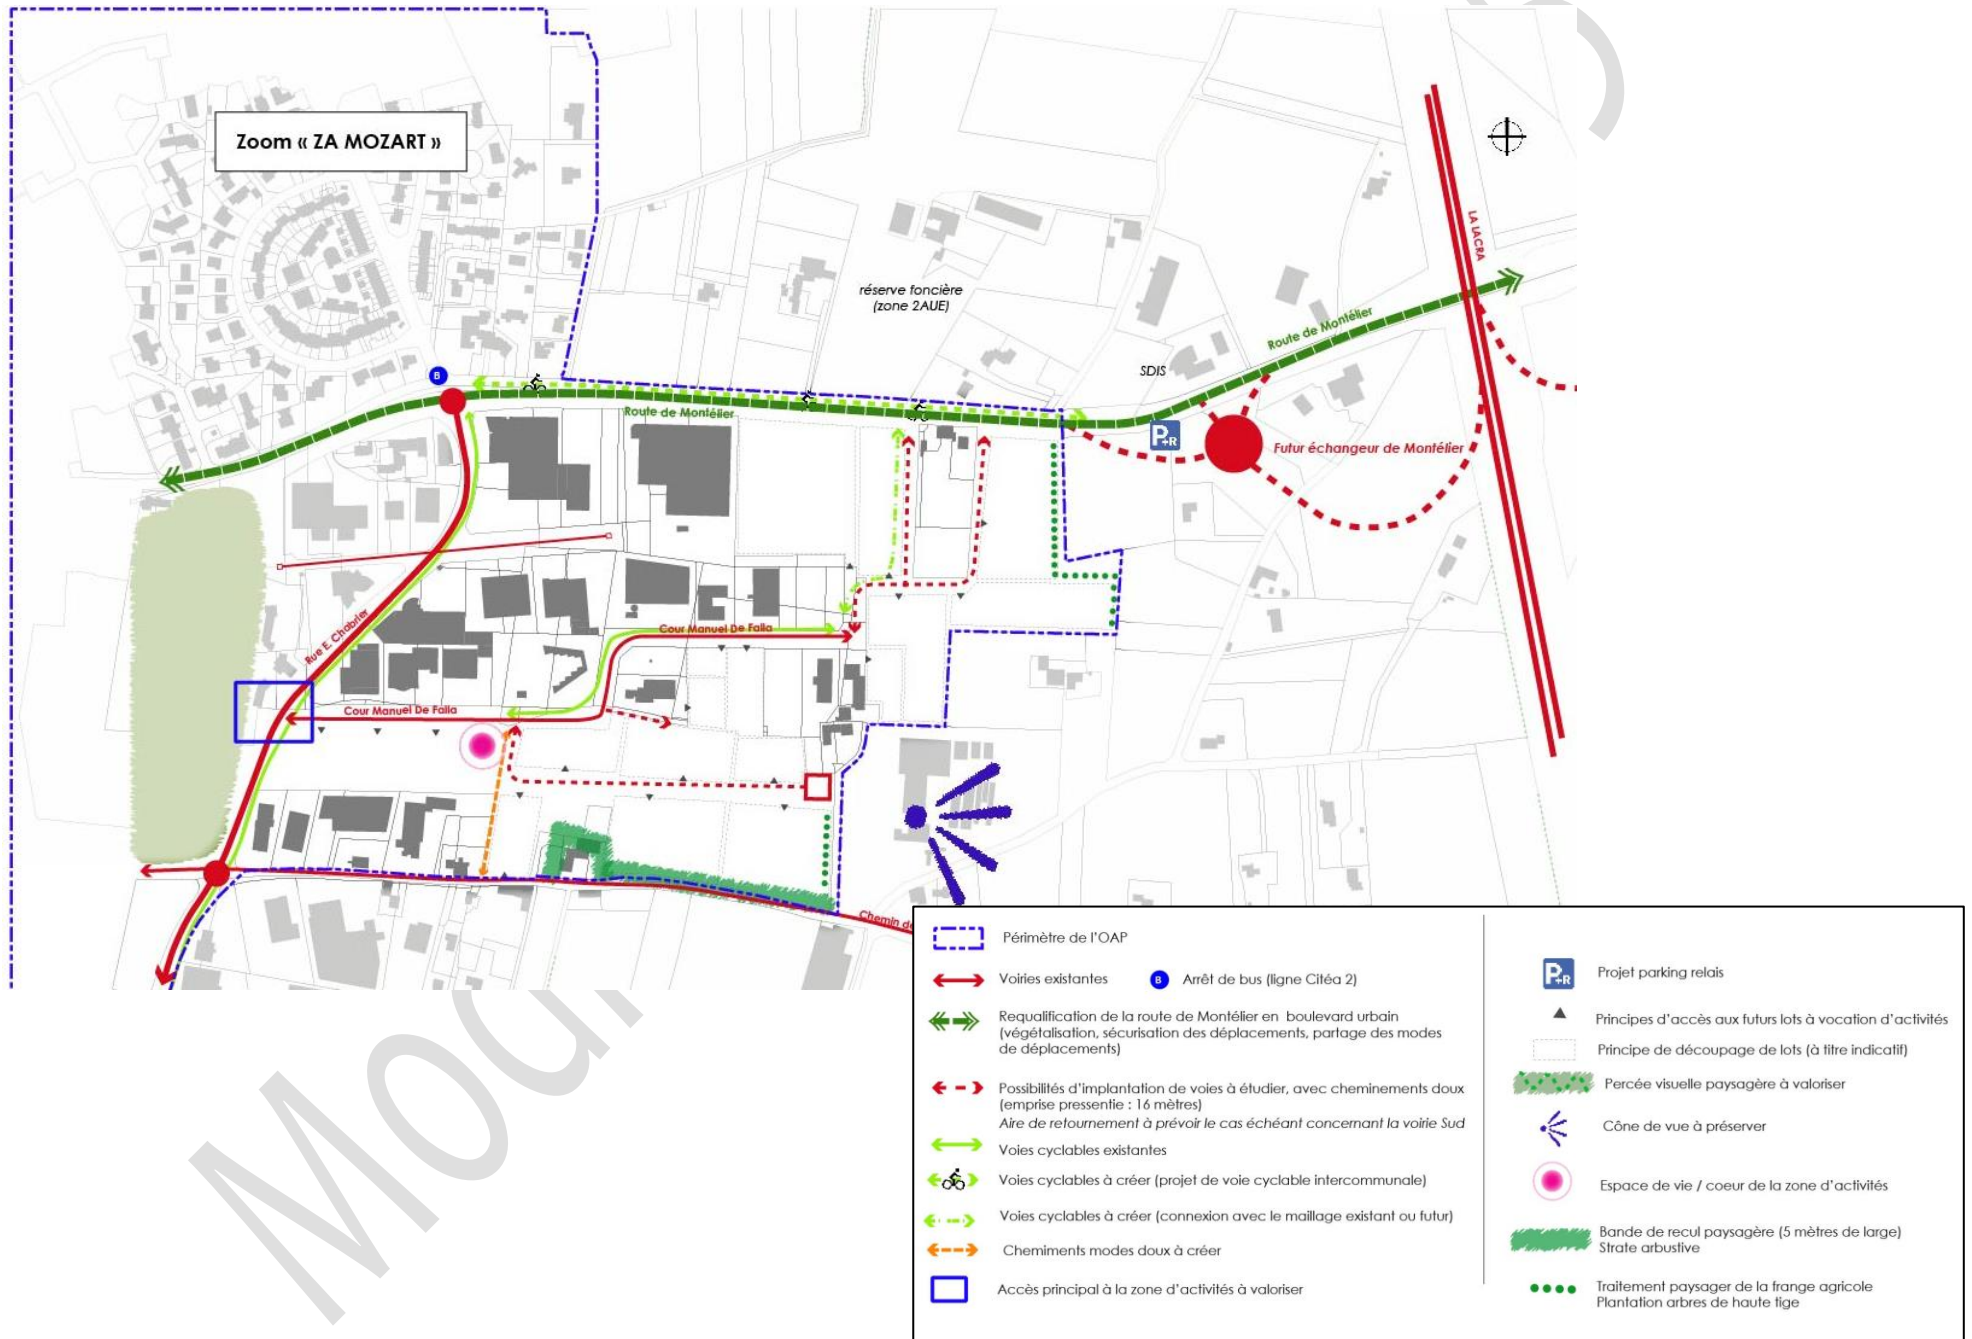 Zoom « ZA MOZART »
LA LACRA
réserve foncière
(zone 2AUE)
Route de Montélier
SDIS
B
Route de Montélier
P+R
Futur échangeur de Montélier
Rue E. Chabrier
Cour Manuel De Falla
Cour Manuel De Falla
Chemin de
Mod
Périmètre de l'OAP
Voiries existantes
B Arrêt de bus (ligne Citéa 2)
Requalification de la route de Montélier en boulevard urbain
(végétalisation, sécurisation des déplacements, partage des modes
de déplacements)
Possibilités d'implantation de voies à étudier, avec cheminements doux
(emprise pressentie : 16 mètres)
Aire de retournement à prévoir le cas échéant concernant la voirie Sud
Voies cyclables existantes
Voies cyclables à créer (projet de voie cyclable intercommunale)
Voies cyclables à créer (connexion avec le maillage existant ou futur)
Chemiments modes doux à créer
Accès principal à la zone d'activités à valoriser
P+R Projet parking relais
Principes d'accès aux futurs lots à vocation d'activités
Principe de découpage de lots (à titre indicatif)
Percée visuelle paysagère à valoriser
Cône de vue à préserver
Espace de vie / coeur de la zone d'activités
Bande de recul paysagère (5 mètres de large)
Strate arbustive
Traitement paysager de la frange agricole
Plantation arbres de haute tige